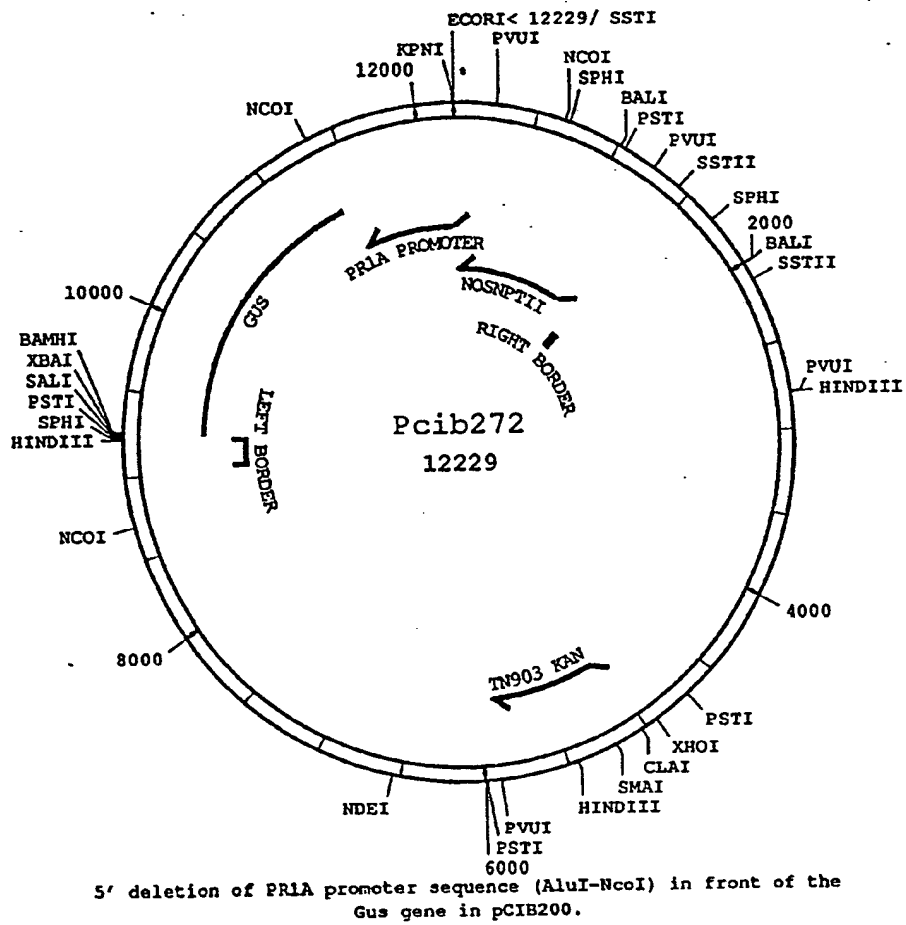 ECORI< 12229/ SSTI
PVUI
KPNI
12000
NCOI
SPHI
NCOI
BALI
PSTI
PVUI
SSTII
SPHI
2000
BALI
SSTII
PR1A PROMOTER
NOSNPTII
10000
GUS
RIGHT BORDER
BAMHI
XBAI
SALI
PSTI
SPHI
HINDIII
PVUI
HINDIII
LEFT BORDER
Pcib272
12229
NCOI
4000
8000
TN903 KAN
PSTI
XHOI
CLAI
SMAI
HINDIII
NDEI
PVUI
PSTI
6000
5' deletion of PR1A promoter sequence (AluI-NcoI) in front of the
Gus gene in pCIB200.